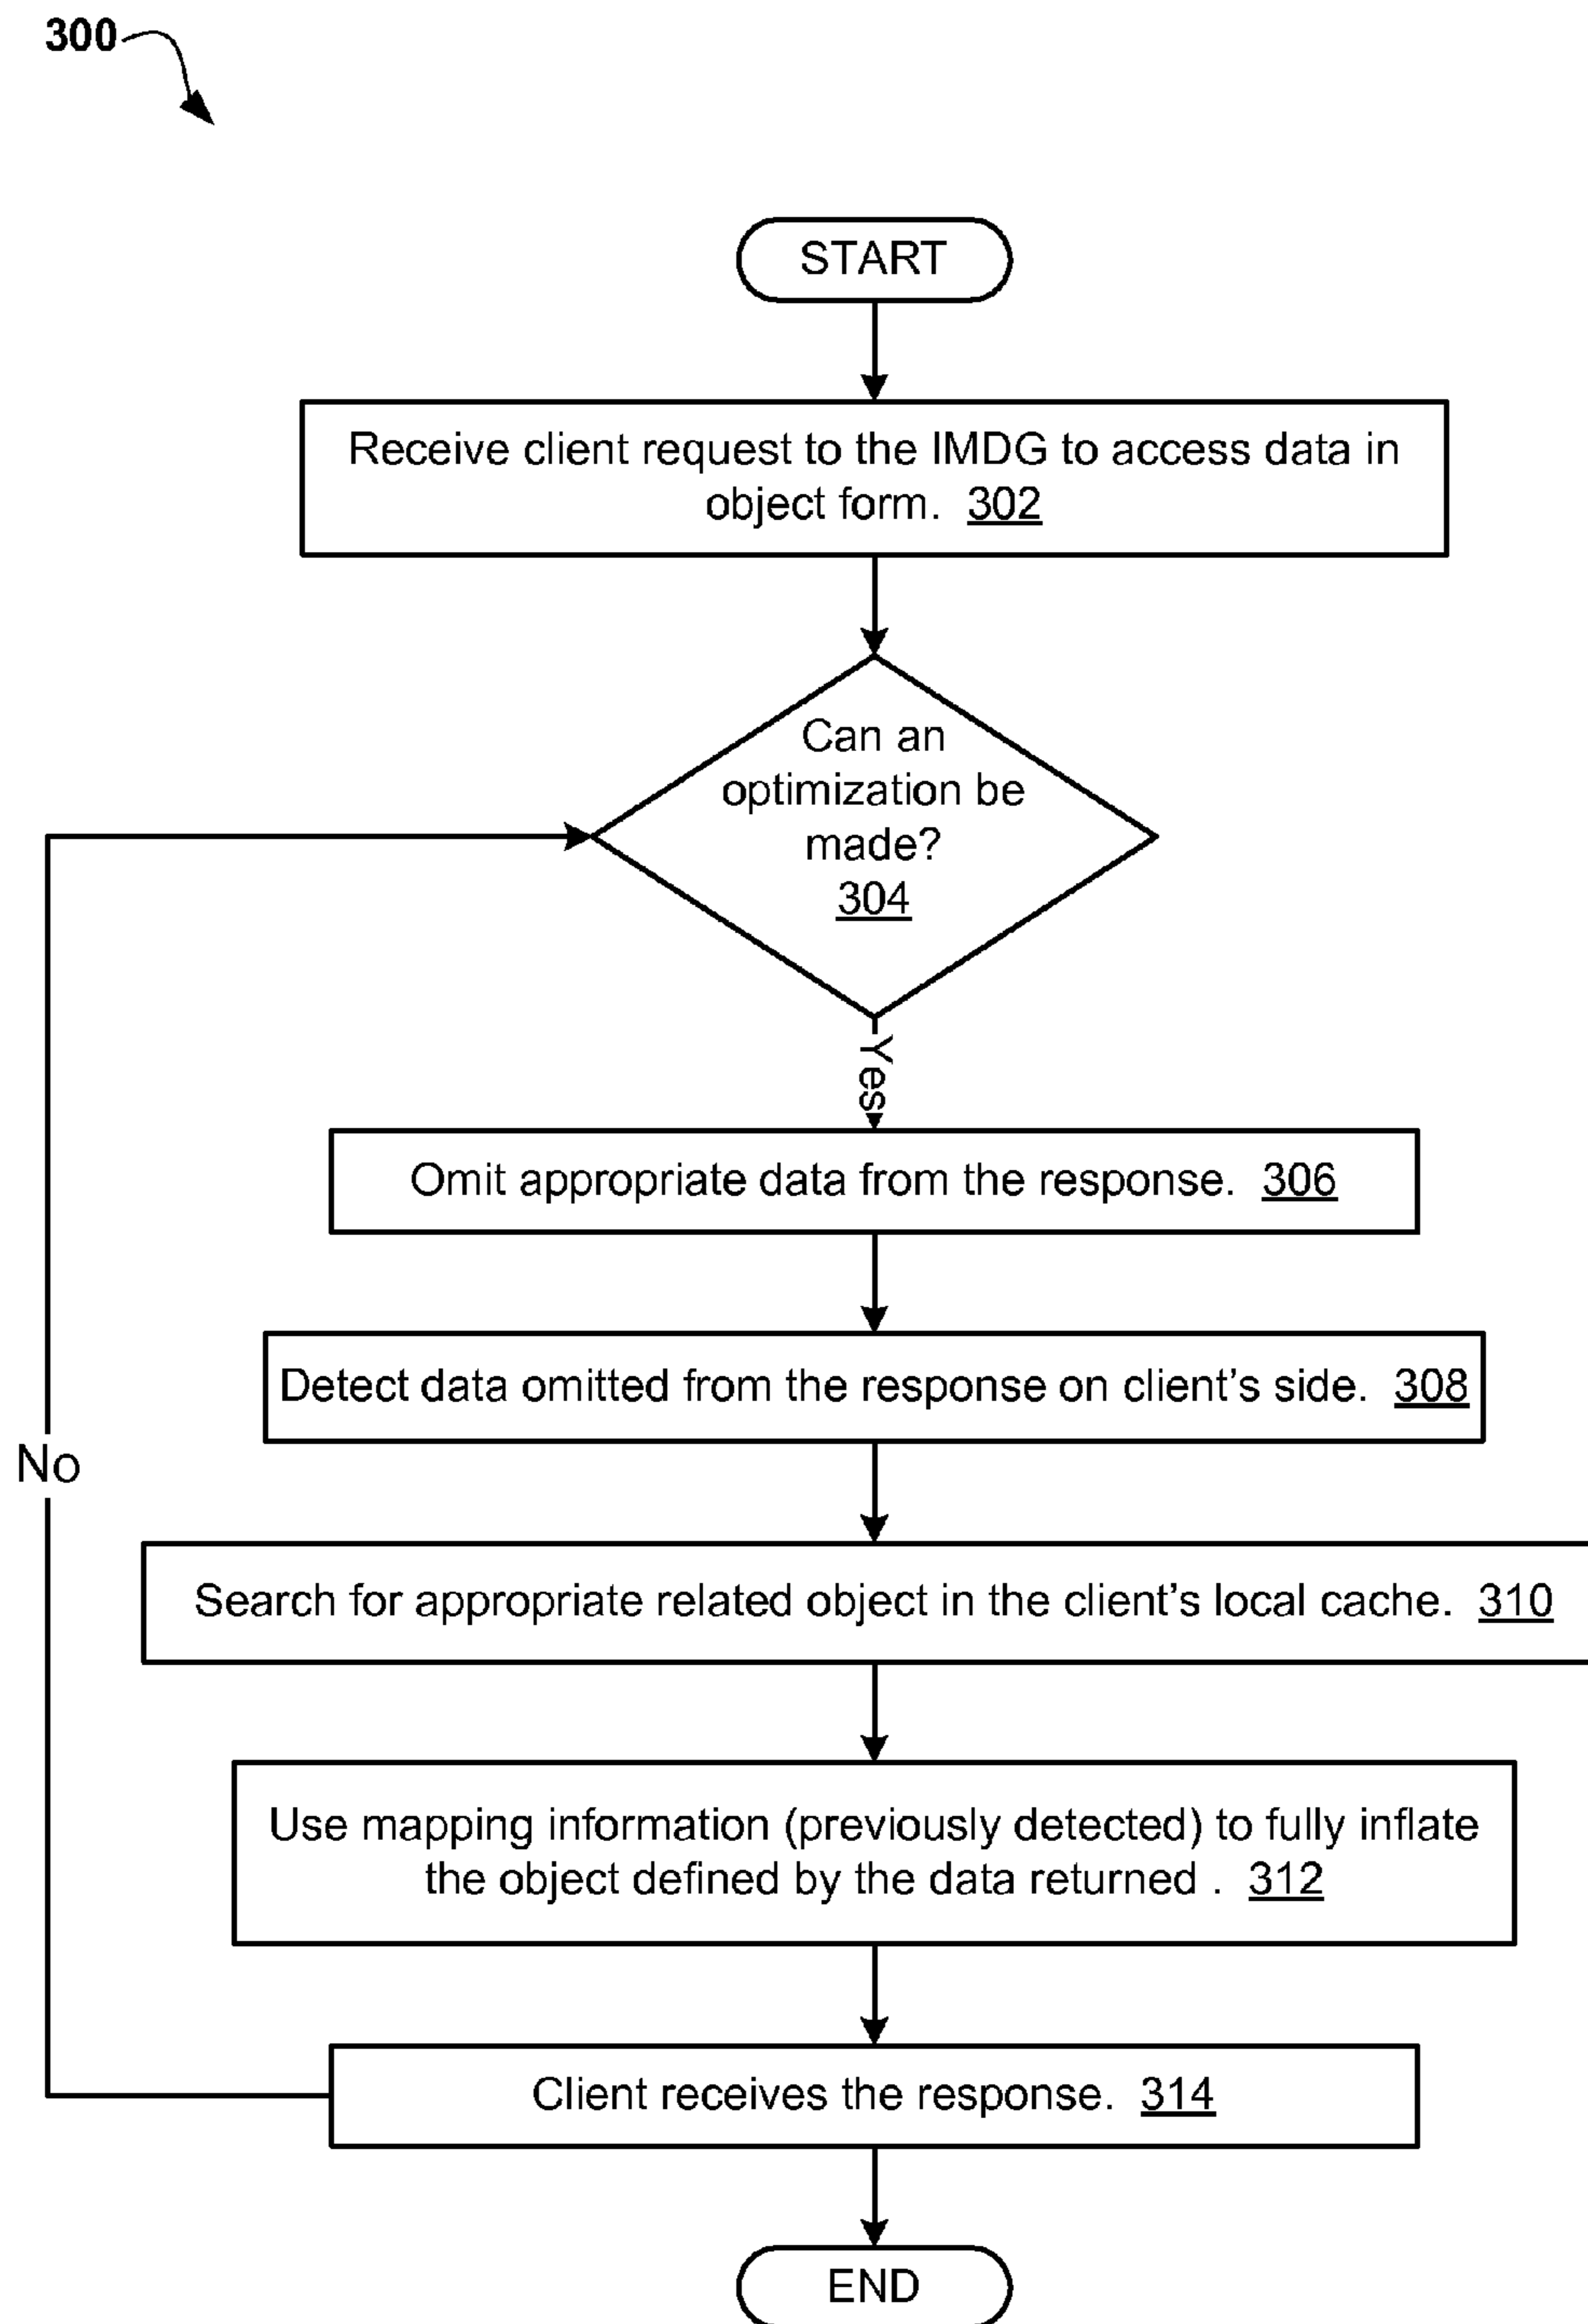 300
START
Receive client request to the IMDG to access data in
object form. 302
Can an
optimization be
made?
304
Yes
Omit appropriate data from the response. 306
Detect data omitted from the response on client's side. 308
No
Search for appropriate related object in the client's local cache. 310
Use mapping information (previously detected) to fully inflate
the object defined by the data returned . 312
Client receives the response. 314
END